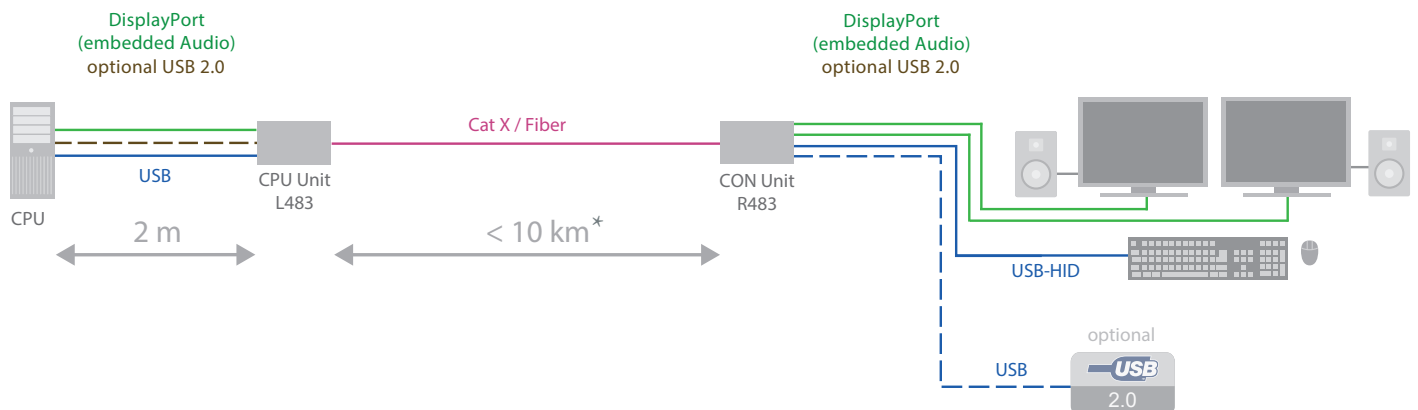 DisplayPort
(embedded Audio)
optional USB 2.0
DisplayPort
(embedded Audio)
optional USB 2.0
Cat X / Fiber
USB
CPU Unit
L483
CON Unit
R483
CPU
2 m
< 10 km*
USB-HID
optional
USB
USB
2.0